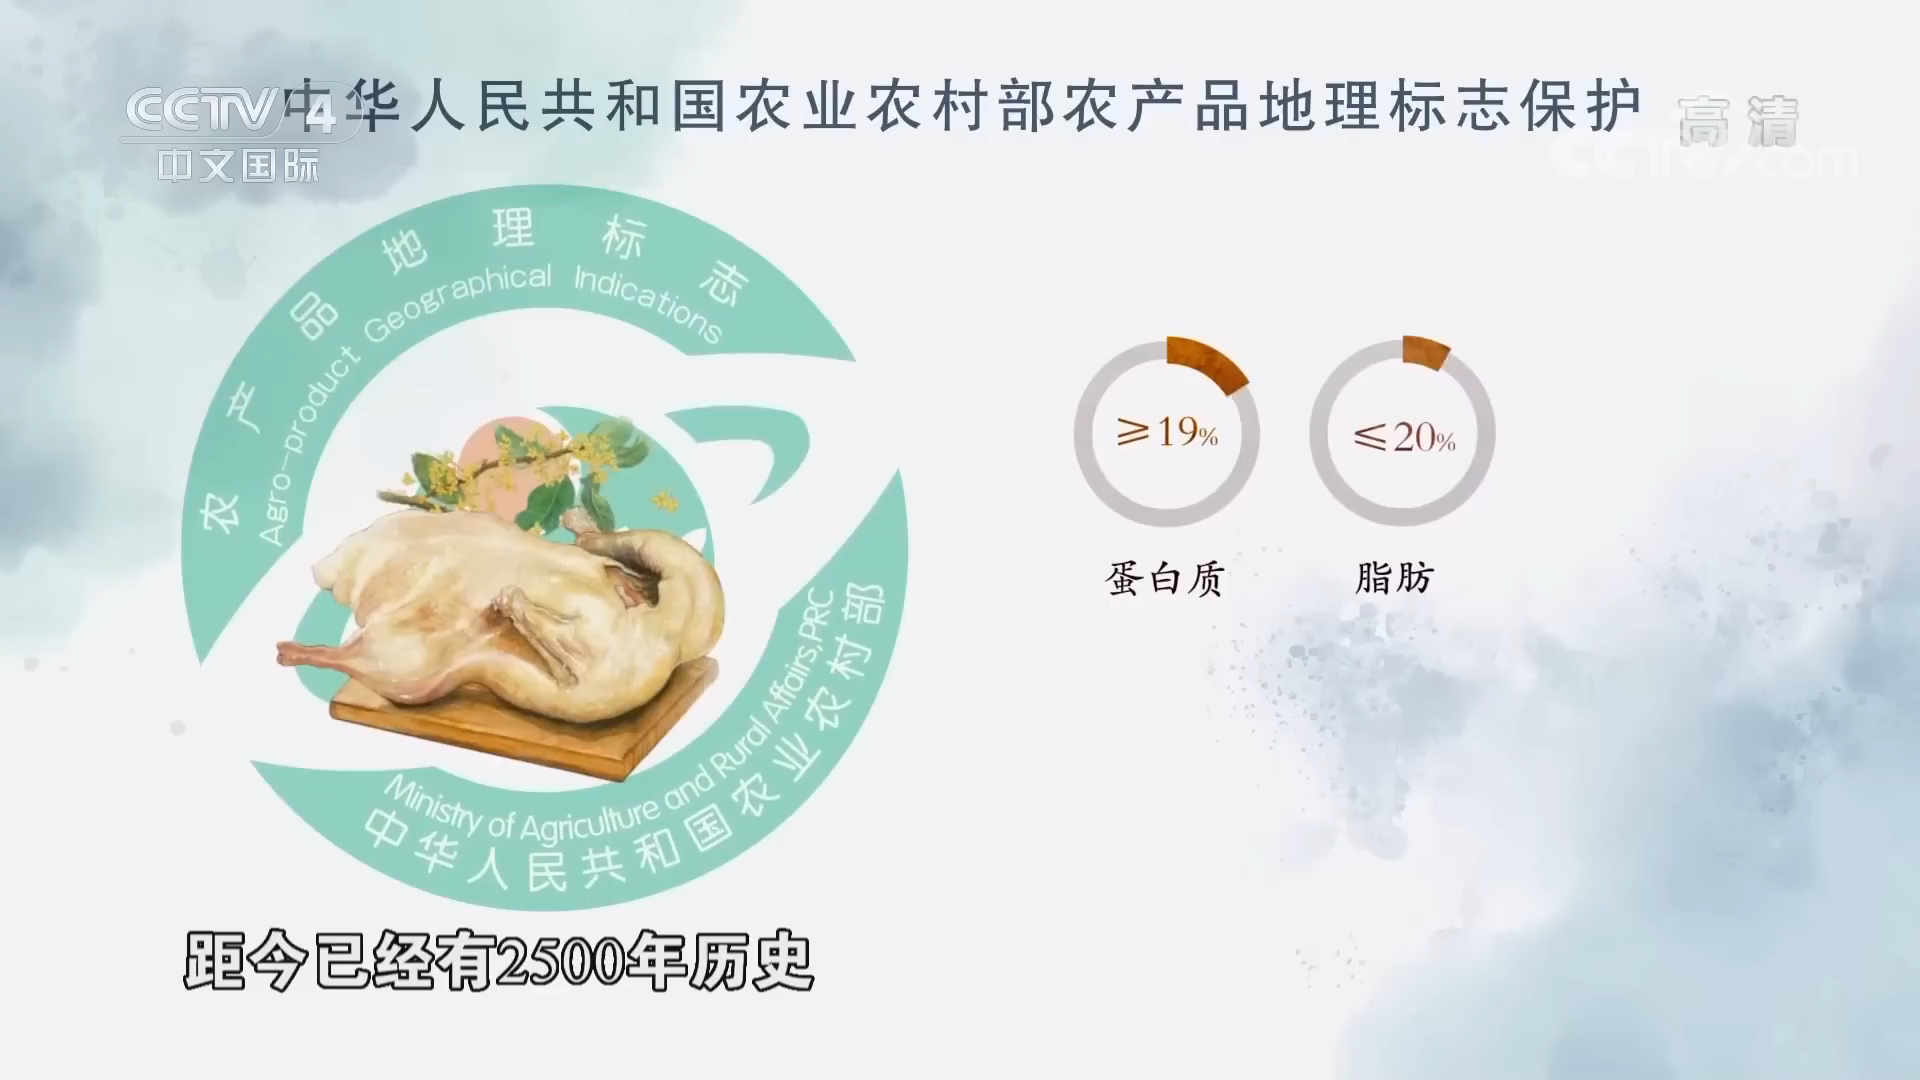 中华人民共和国农业农村部农产品地理标志保护
CCTV 4
中文国际
高清
CCTV.com
农产品地理标志
Agro-product Geographical Indications
≥19%
≤20%
蛋白质
脂肪
Ministry of Agriculture and Rural Affairs,PRC
中华人民共和国农业农村部
距今已经有2500年历史